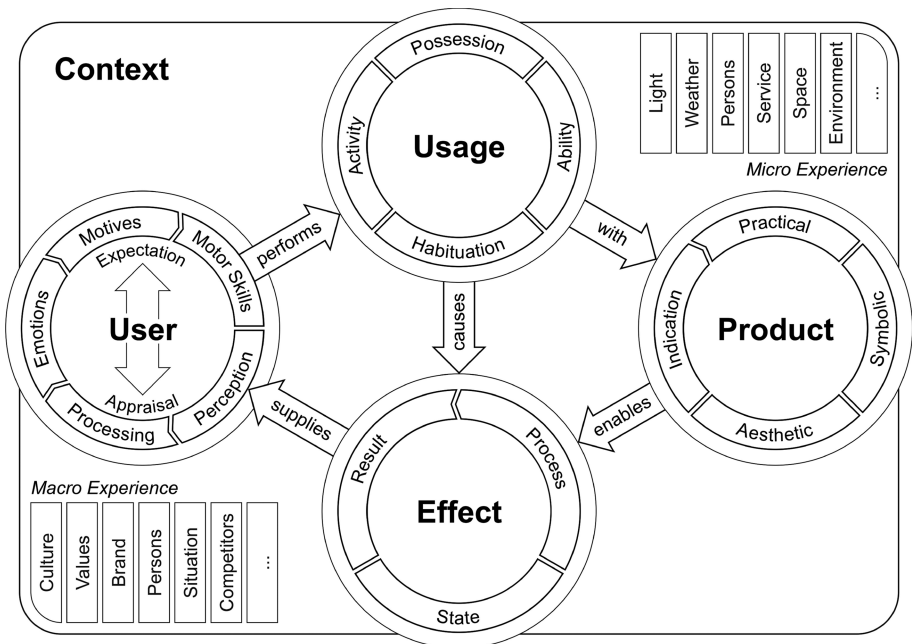 Context
Possession
Activity
Ability
Usage
Habituation
Light
Weather
Persons
Service
Space
Environment
...
Micro Experience
performs
with
causes
Motives
Motor Skills
Expectation
Emotions
User
Appraisal
Processing
Perception
Practical
Indication
Symbolic
Product
Aesthetic
supplies
enables
Result
Process
Effect
State
Macro Experience
Culture
Values
Brand
Persons
Situation
Competitors
...